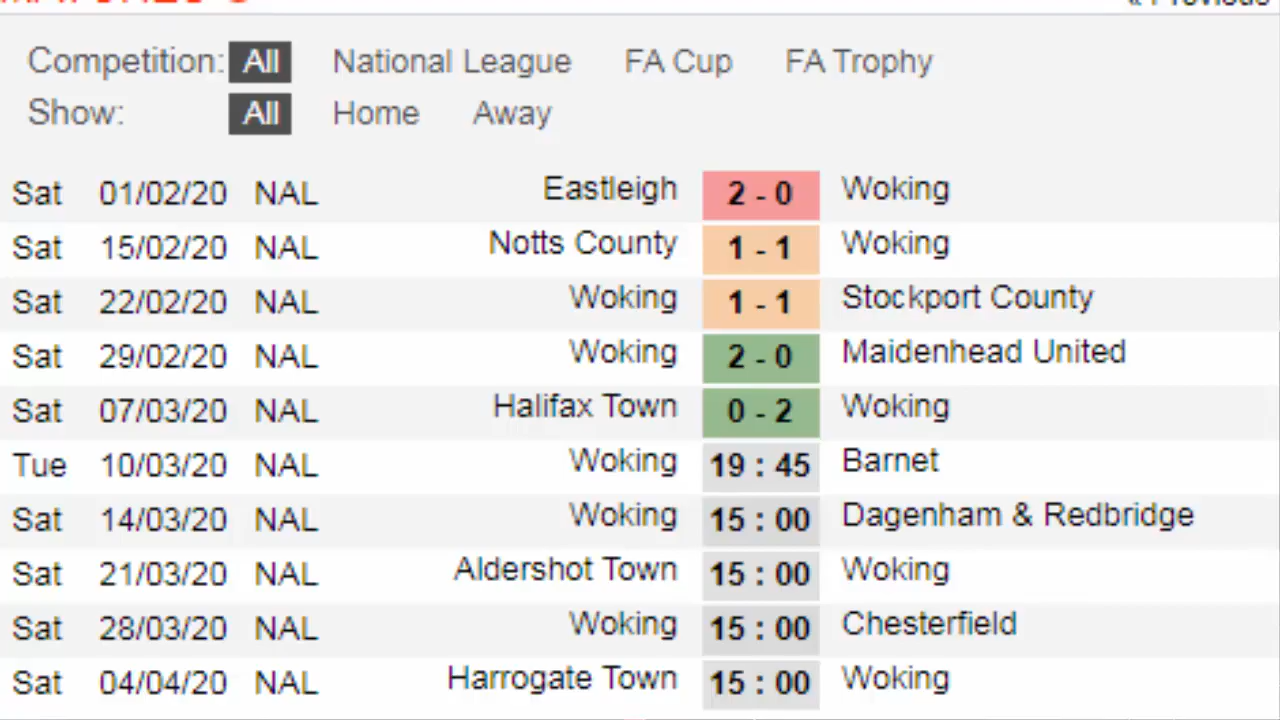 Competition: All National League FA Cup FA Trophy
Show: All Home Away
Sat 01/02/20 NAL Eastleigh 2 - 0 Woking
Sat 15/02/20 NAL Notts County 1 - 1 Woking
Sat 22/02/20 NAL Woking 1 - 1 Stockport County
Sat 29/02/20 NAL Woking 2 - 0 Maidenhead United
Sat 07/03/20 NAL Halifax Town 0 - 2 Woking
Tue 10/03/20 NAL Woking 19 : 45 Barnet
Sat 14/03/20 NAL Woking 15 : 00 Dagenham & Redbridge
Sat 21/03/20 NAL Aldershot Town 15 : 00 Woking
Sat 28/03/20 NAL Woking 15 : 00 Chesterfield
Sat 04/04/20 NAL Harrogate Town 15 : 00 Woking